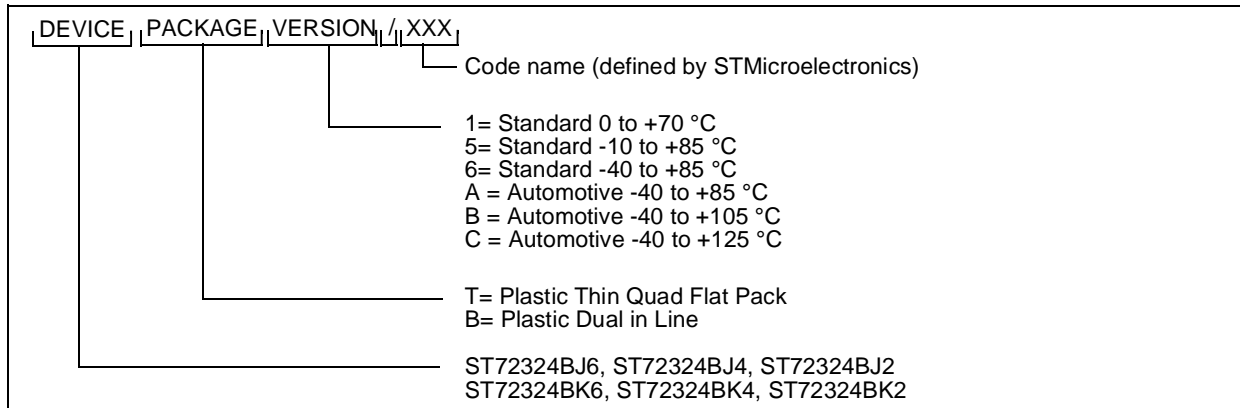 DEVICE PACKAGE VERSION / XXX
Code name (defined by STMicroelectronics)
1= Standard 0 to +70 °C
5= Standard -10 to +85 °C
6= Standard -40 to +85 °C
A = Automotive -40 to +85 °C
B = Automotive -40 to +105 °C
C = Automotive -40 to +125 °C
T= Plastic Thin Quad Flat Pack
B= Plastic Dual in Line
ST72324BJ6, ST72324BJ4, ST72324BJ2
ST72324BK6, ST72324BK4, ST72324BK2